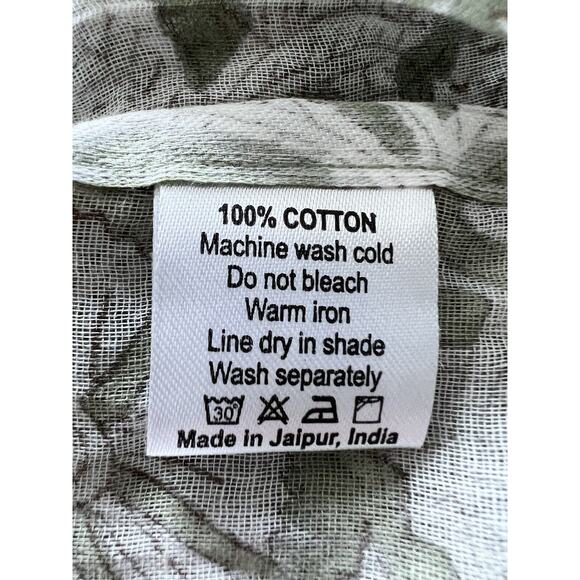 100% COTTON
Machine wash cold
Do not bleach
Warm iron
Line dry in shade
Wash separately
30°
Made in Jaipur, India